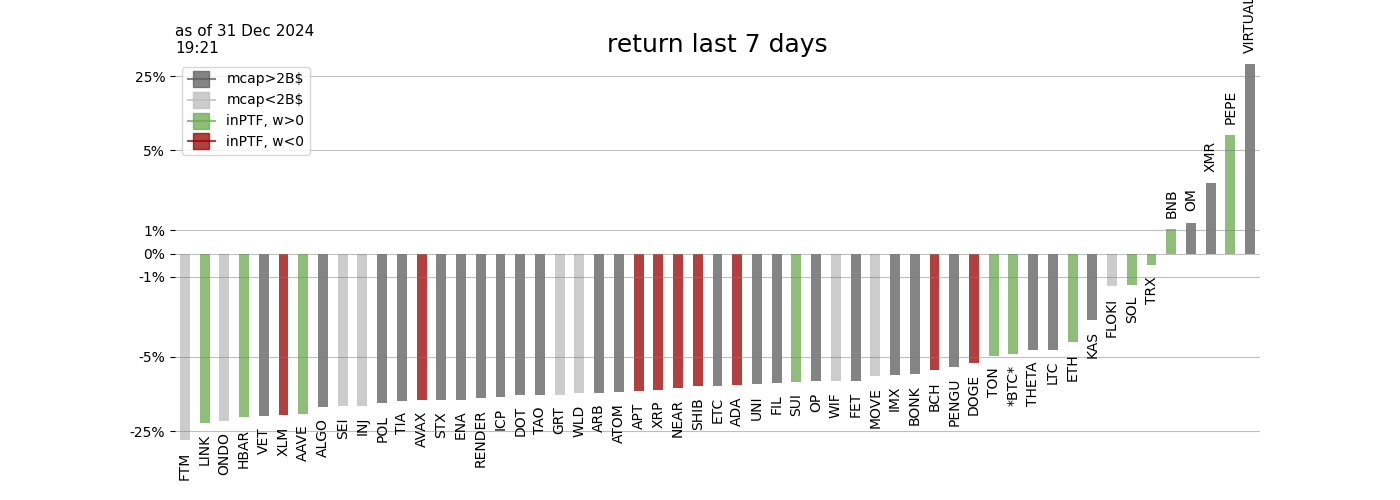 as of 31 Dec 2024
19:21
return last 7 days
mcap>2B$
mcap<2B$
inPTF, w>0
inPTF, w<0
25%
5%
1%
0%
-1%
-5%
-25%
FTM
LINK
ONDO
HBAR
VET
XLM
AAVE
ALGO
SEI
INJ
POL
TIA
AVAX
STX
ENA
RENDER
ICP
DOT
TAO
GRT
WLD
ARB
ATOM
APT
XRP
NEAR
SHIB
ETC
ADA
UNI
FIL
SUI
OP
WIF
FET
MOVE
IMX
BONK
BCH
PENGU
DOGE
TON
*BTC*
THETA
LTC
ETH
KAS
FLOKI
SOL
TRX
BNB
OM
XMR
PEPE
VIRTUAL